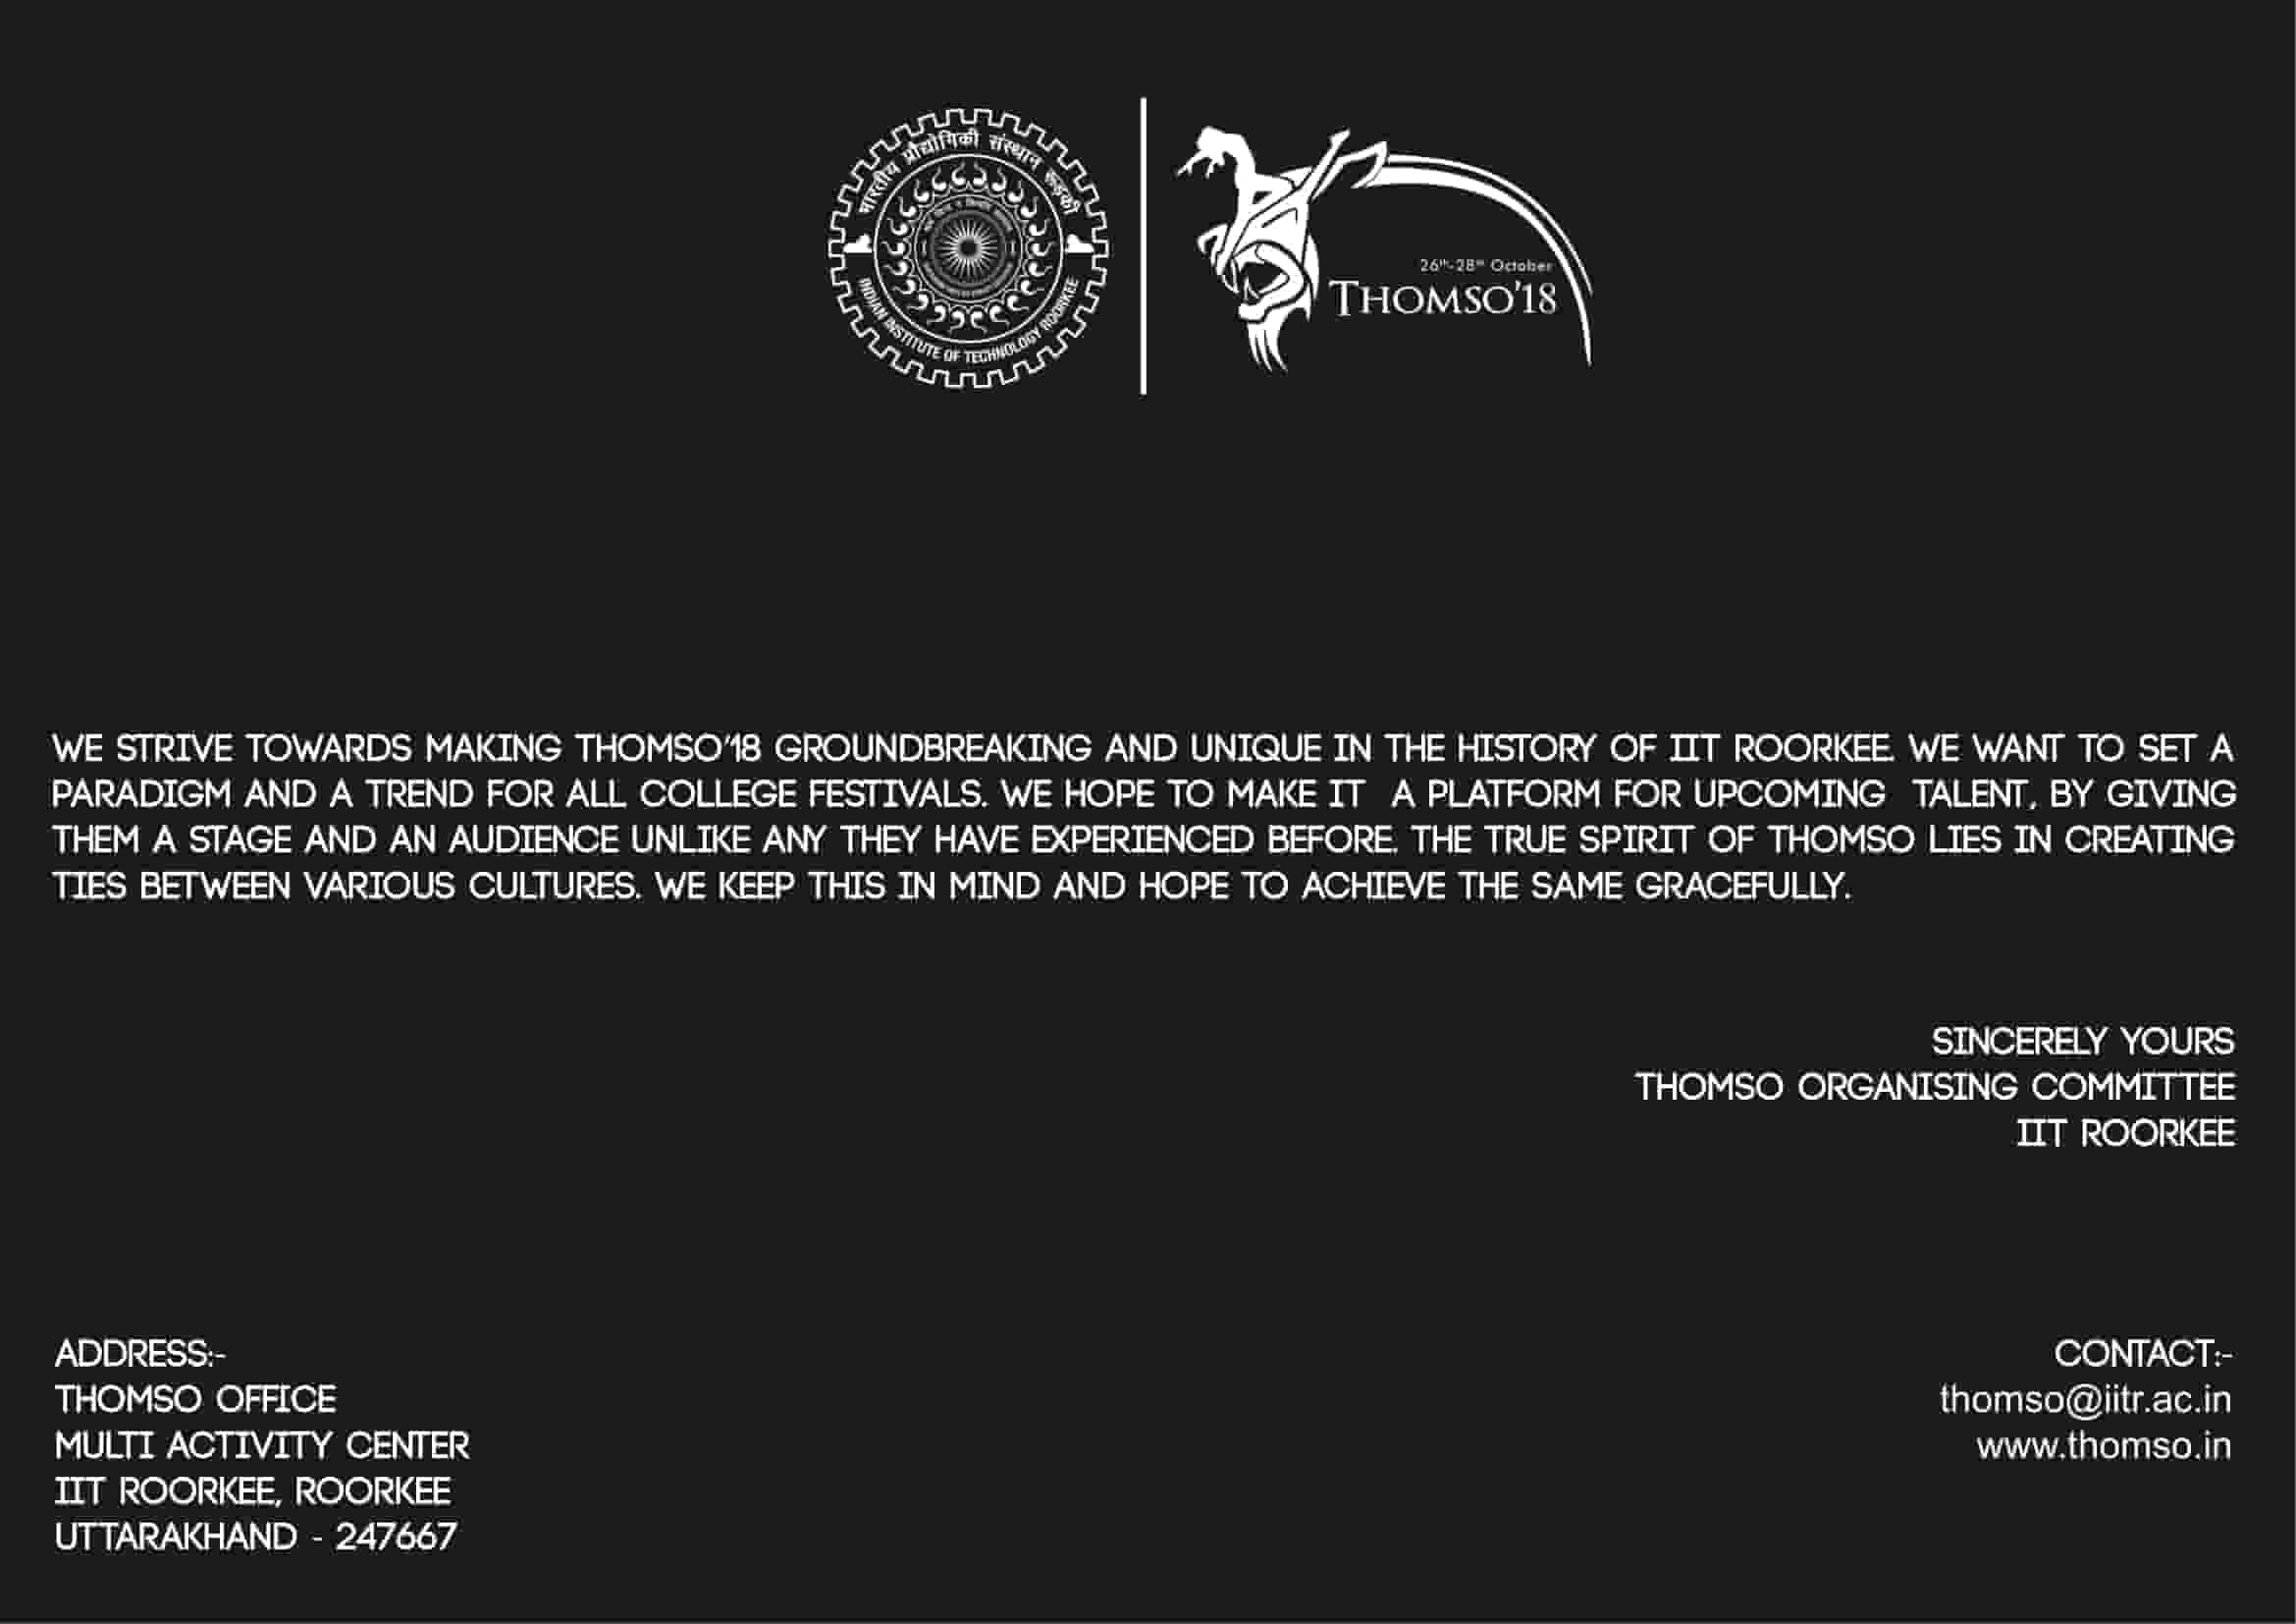 भारतीय प्रौद्योगिकी संस्थान रूड़की
INDIAN INSTITUTE OF TECHNOLOGY ROORKEE
26th-28th October
THOMSO'18
WE STRIVE TOWARDS MAKING THOMSO'18 GROUNDBREAKING AND UNIQUE IN THE HISTORY OF IIT ROORKEE. WE WANT TO SET A
PARADIGM AND A TREND FOR ALL COLLEGE FESTIVALS. WE HOPE TO MAKE IT A PLATFORM FOR UPCOMING TALENT, BY GIVING
THEM A STAGE AND AN AUDIENCE UNLIKE ANY THEY HAVE EXPERIENCED BEFORE. THE TRUE SPIRIT OF THOMSO LIES IN CREATING
TIES BETWEEN VARIOUS CULTURES. WE KEEP THIS IN MIND AND HOPE TO ACHIEVE THE SAME GRACEFULLY.
SINCERELY YOURS
THOMSO ORGANISING COMMITTEE
IIT ROORKEE
ADDRESS:-
THOMSO OFFICE
MULTI ACTIVITY CENTER
IIT ROORKEE, ROORKEE
UTTARAKHAND - 247667
CONTACT:-
thomso@iitr.ac.in
www.thomso.in